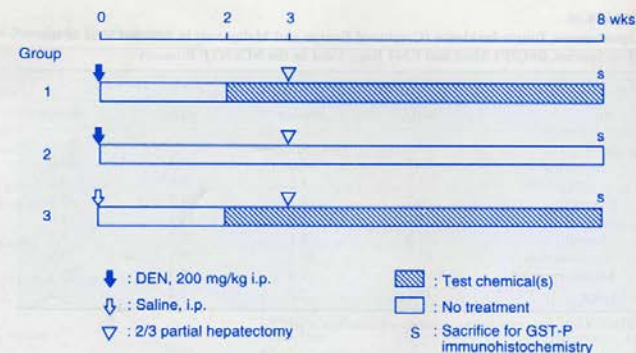 0 2 3 8 wks
Group
s
1
s
2
s
3
: DEN, 200 mg/kg i.p.
: Saline, i.p.
: 2/3 partial hepatectomy
: Test chemical(s)
: No treatment
S : Sacrifice for GST-P
immunohistochemistry